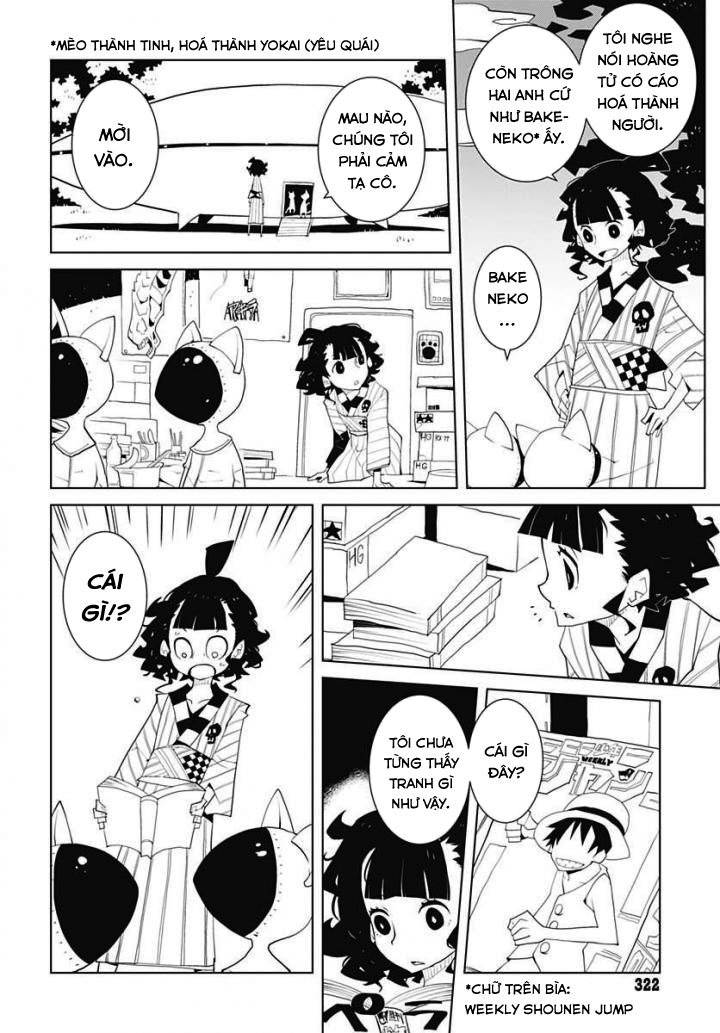 *MÈO THÀNH TINH, HOÁ THÀNH YOKAI (YÊU QUÁI)
TÔI NGHE
NÓI HOÀNG
TỬ CÓ CÁO
HOÁ THÀNH
NGƯỜI.
CÒN TRÔNG
HAI ANH CỨ
NHƯ BAKE-
NEKO* ẤY.
BAKE
NEKO
...
MAU NÀO,
CHÚNG TÔI
PHẢI CẢM
TẠ CÔ.
MỜI
VÀO.
HG
HG
HG
CÁI
GÌ!?
WEEKLY
CÁI GÌ
ĐÂY?
TÔI CHƯA
TỪNG THẤY
TRANH GÌ
NHƯ VẬY.
322
*CHỮ TRÊN BÌA:
WEEKLY SHOUNEN JUMP